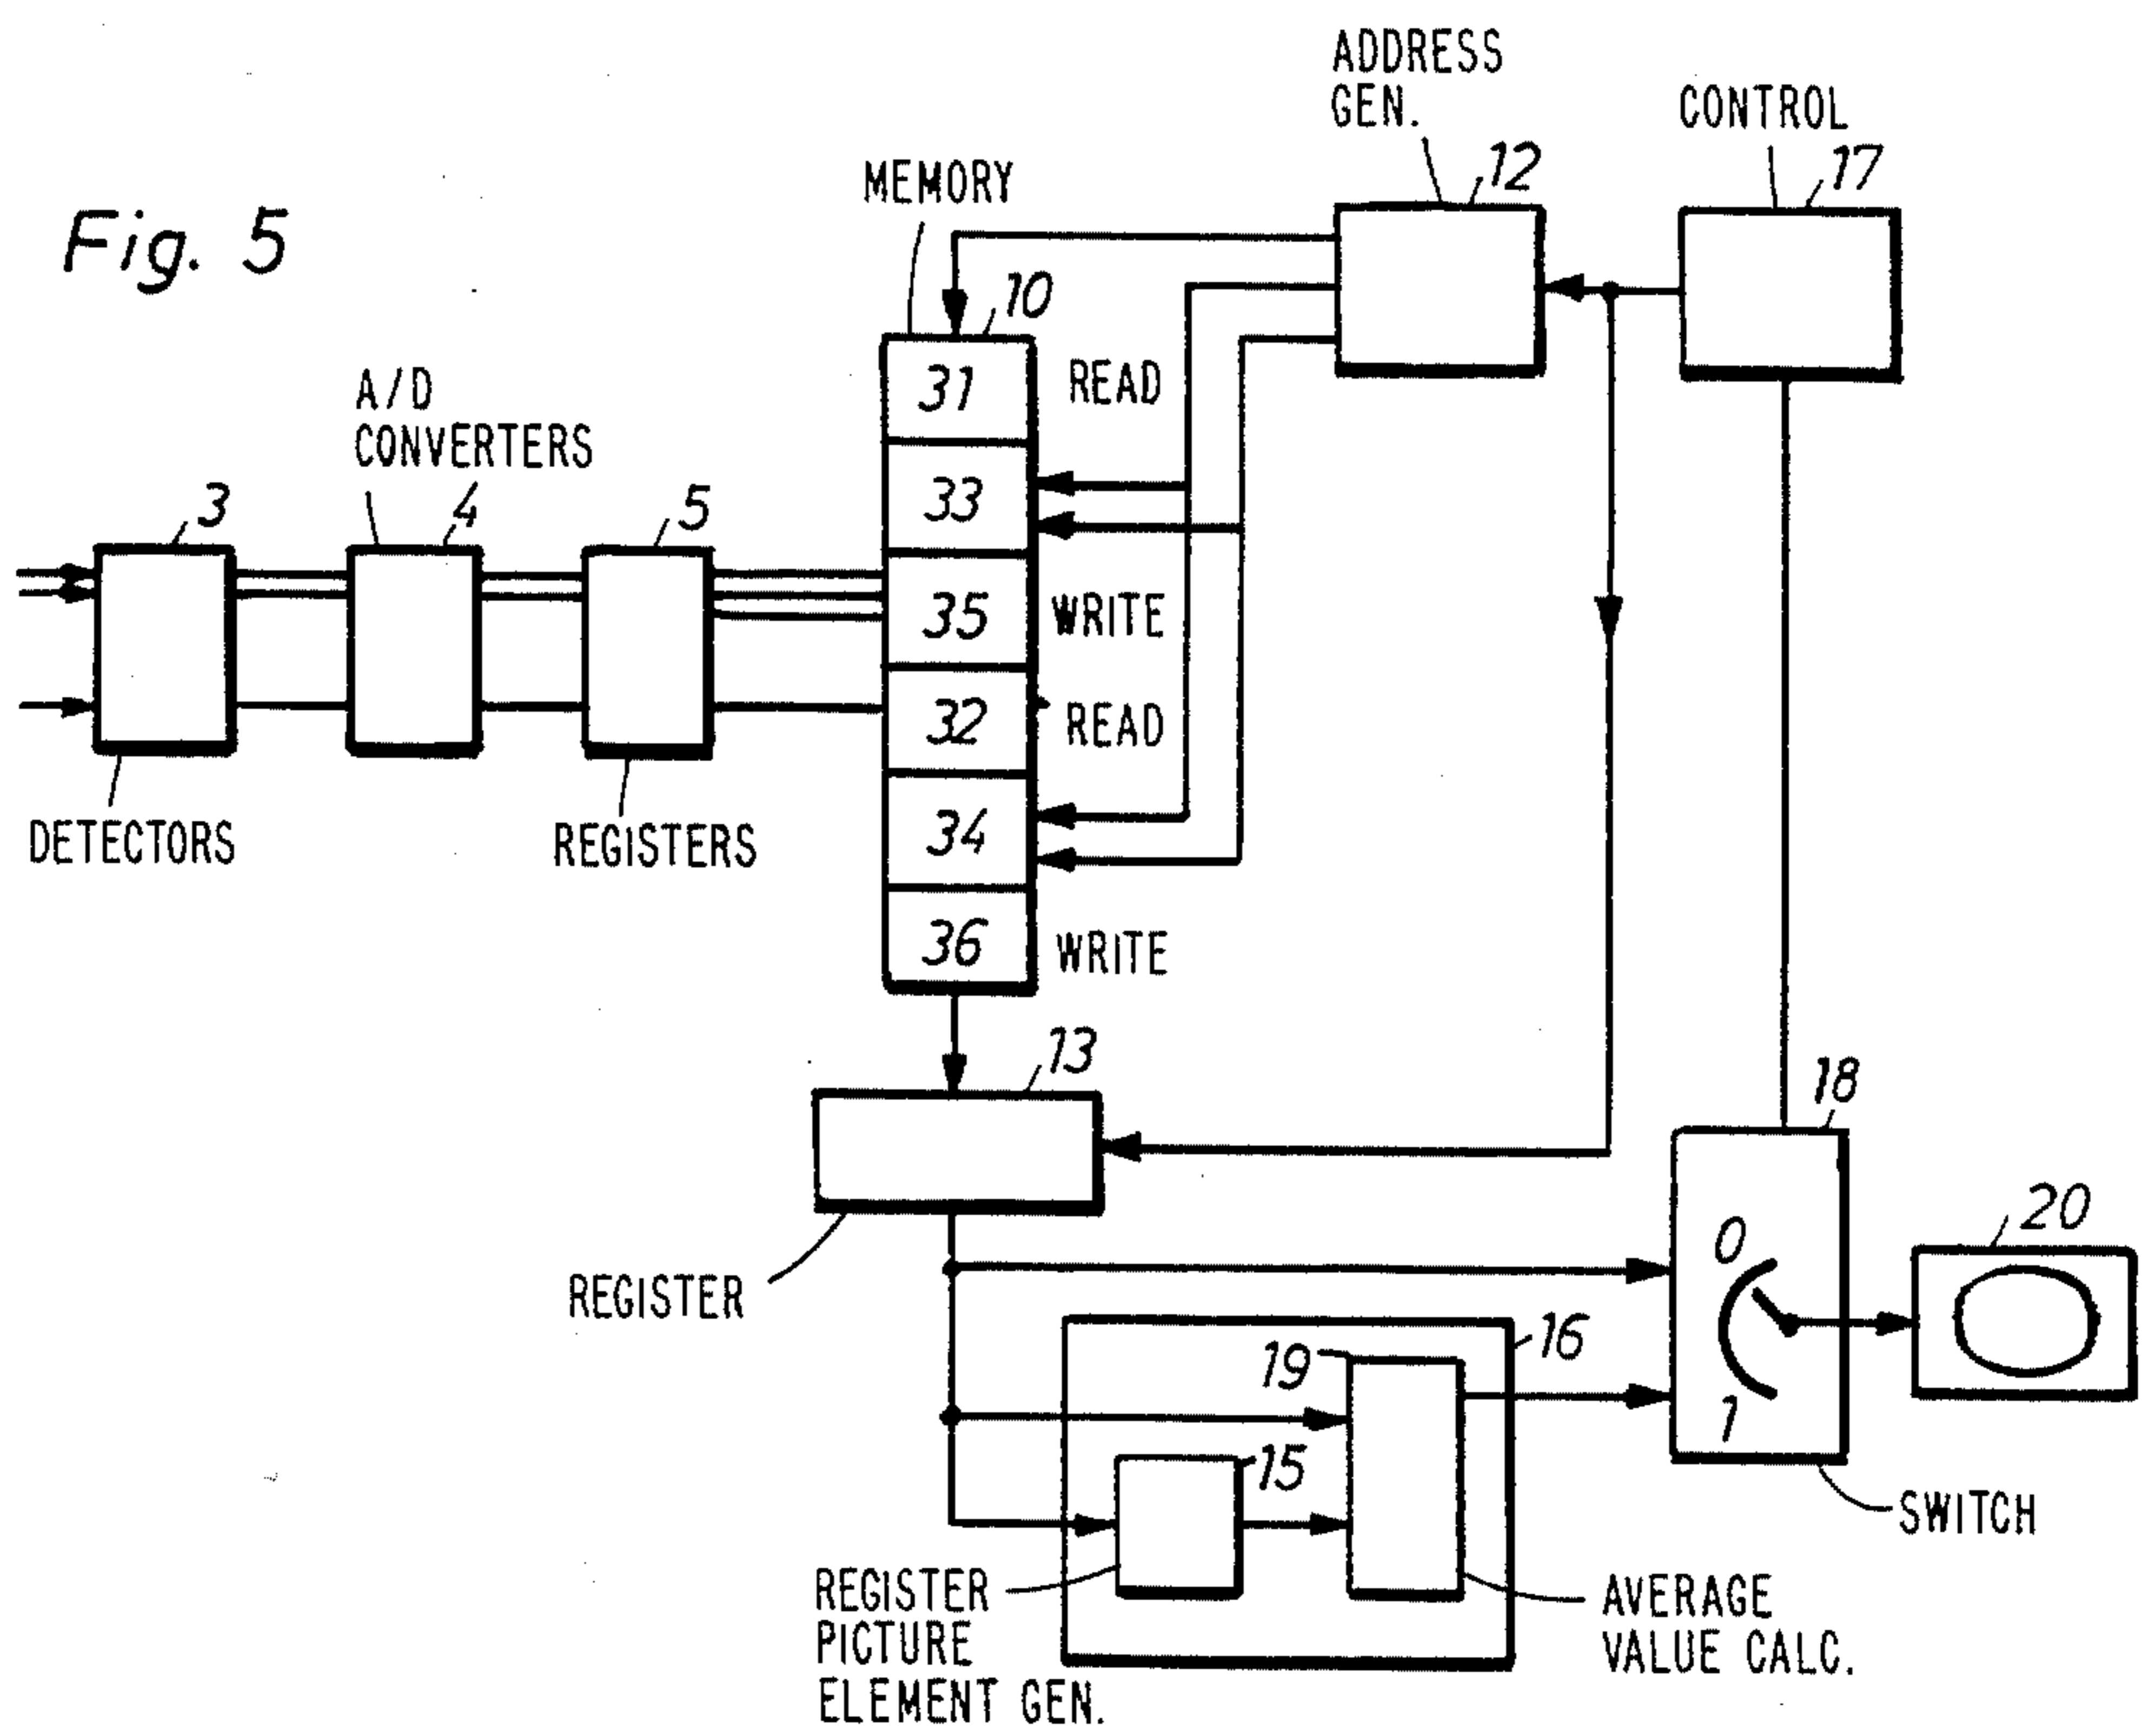 ADDRESS
GEN.
12
CONTROL
17
MEMORY
Fig. 5
10
31
READ
A/D
CONVERTERS
33
3
4
5
35
WRITE
32
READ
DETECTORS
REGISTERS
34
36
WRITE
13
18
REGISTER
0
20
16
19
1
15
SWITCH
REGISTER
PICTURE
ELEMENT GEN.
AVERAGE
VALUE CALC.